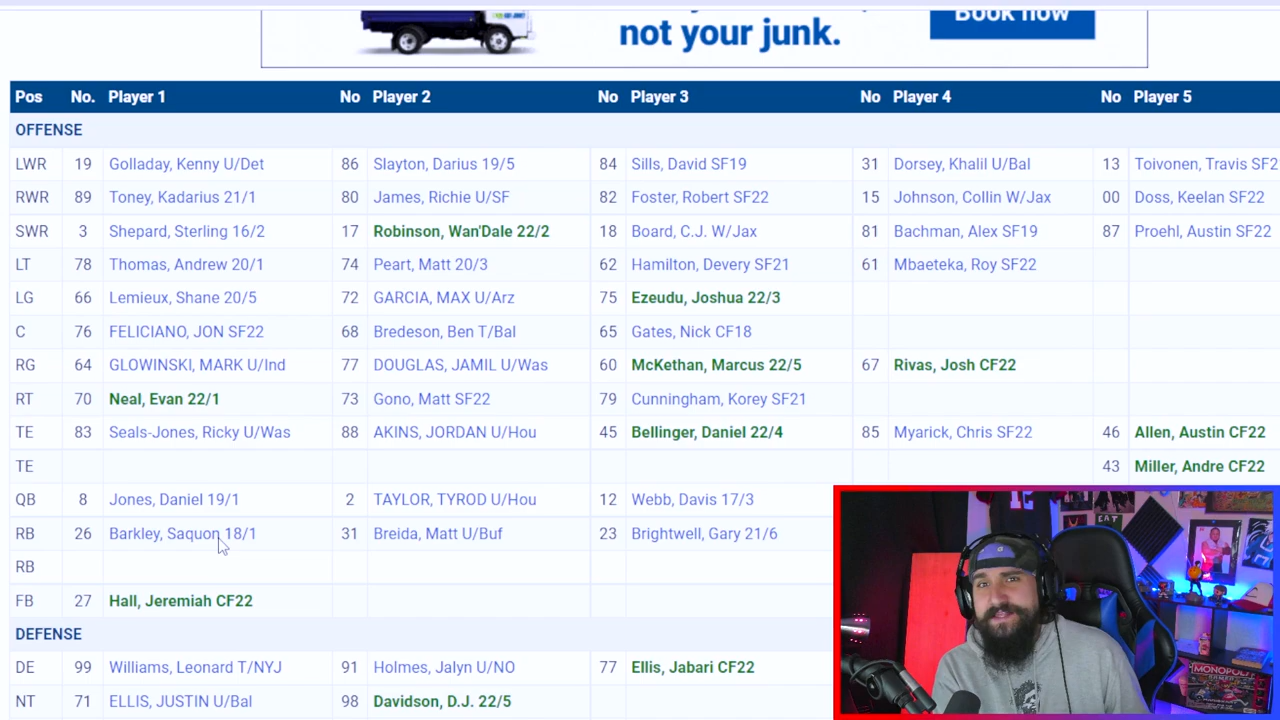 not your junk.
Book now
Pos No. Player 1 No Player 2 No Player 3 No Player 4 No Player 5
OFFENSE
LWR 19 Golladay, Kenny U/Det 86 Slayton, Darius 19/5 84 Sills, David SF19 31 Dorsey, Khalil U/Bal 13 Toivonen, Travis SF2
RWR 89 Toney, Kadarius 21/1 80 James, Richie U/SF 82 Foster, Robert SF22 15 Johnson, Collin W/Jax 00 Doss, Keelan SF22
SWR 3 Shepard, Sterling 16/2 17 Robinson, Wan'Dale 22/2 18 Board, C.J. W/Jax 81 Bachman, Alex SF19 87 Proehl, Austin SF22
LT 78 Thomas, Andrew 20/1 74 Peart, Matt 20/3 62 Hamilton, Devery SF21 61 Mbaeteka, Roy SF22
LG 66 Lemieux, Shane 20/5 72 GARCIA, MAX U/Arz 75 Ezeudu, Joshua 22/3
C 76 FELICIANO, JON SF22 68 Bredeson, Ben T/Bal 65 Gates, Nick CF18
RG 64 GLOWINSKI, MARK U/Ind 77 DOUGLAS, JAMIL U/Was 60 McKethan, Marcus 22/5 67 Rivas, Josh CF22
RT 70 Neal, Evan 22/1 73 Gono, Matt SF22 79 Cunningham, Korey SF21
TE 83 Seals-Jones, Ricky U/Was 88 AKINS, JORDAN U/Hou 45 Bellinger, Daniel 22/4 85 Myarick, Chris SF22 46 Allen, Austin CF22
TE 43 Miller, Andre CF22
QB 8 Jones, Daniel 19/1 2 TAYLOR, TYROD U/Hou 12 Webb, Davis 17/3
RB 26 Barkley, Saquon 18/1 31 Breida, Matt U/Buf 23 Brightwell, Gary 21/6
RB
FB 27 Hall, Jeremiah CF22
DEFENSE
DE 99 Williams, Leonard T/NYJ 91 Holmes, Jalyn U/NO 77 Ellis, Jabari CF22
NT 71 ELLIS, JUSTIN U/Bal 98 Davidson, D.J. 22/5
MONOPOLY